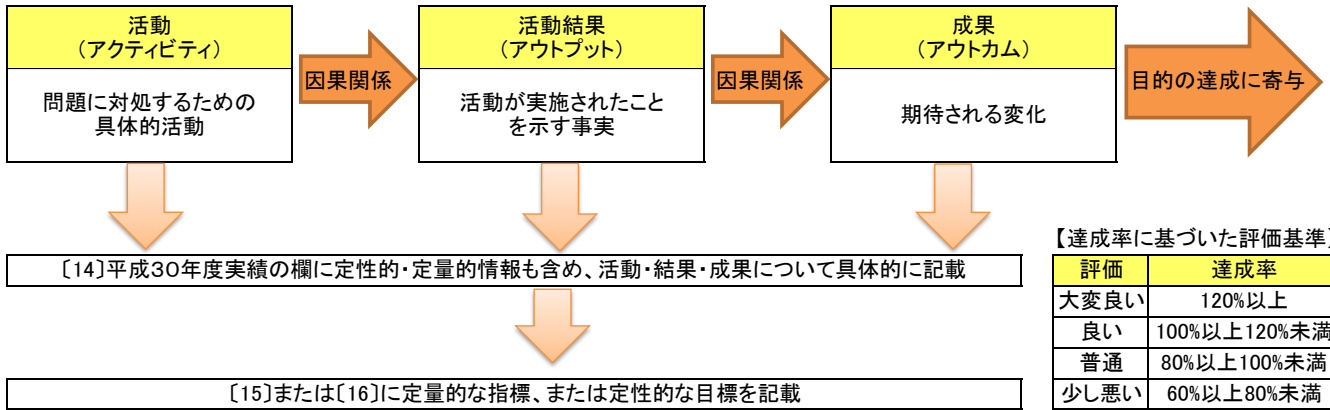 活動
（アクティビティ）
問題に対処するための
具体的活動
因果関係
活動結果
（アウトプット）
活動が実施されたこと
を示す事実
因果関係
成果
（アウトカム）
期待される変化
目的の達成に寄与
〔14〕平成３０年度実績の欄に定性的・定量的情報も含め、活動・結果・成果について具体的に記載
〔15〕または〔16〕に定量的な指標、または定性的な目標を記載
【達成率に基づいた評価基準】
評価 達成率
大変良い 120%以上
良い 100%以上120%未満
普通 80%以上100%未満
少し悪い 60%以上80%未満